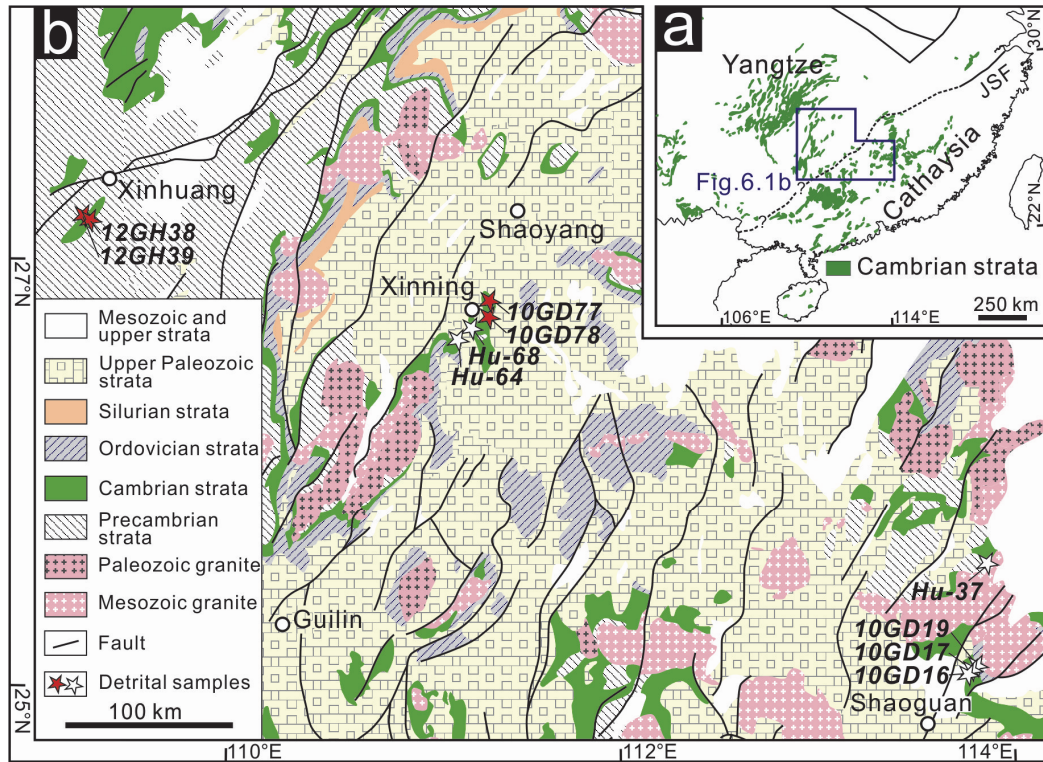 b
Xinhuang
12GH38
12GH39
Shaoyang
Xinning
10GD77
10GD78
Hu-68
Hu-64
Guilin
Hu-37
10GD19
10GD17
10GD16
Shaoguan
27°N
25°N
110°E
112°E
114°E
Mesozoic and
upper strata
Upper Paleozoic
strata
Silurian strata
Ordovician strata
Cambrian strata
Precambrian
strata
Paleozoic granite
Mesozoic granite
Fault
Detrital samples
100 km
a
Yangtze
JSF
Cathaysia
Fig.6.1b
Cambrian strata
250 km
30°N
22°N
106°E
114°E